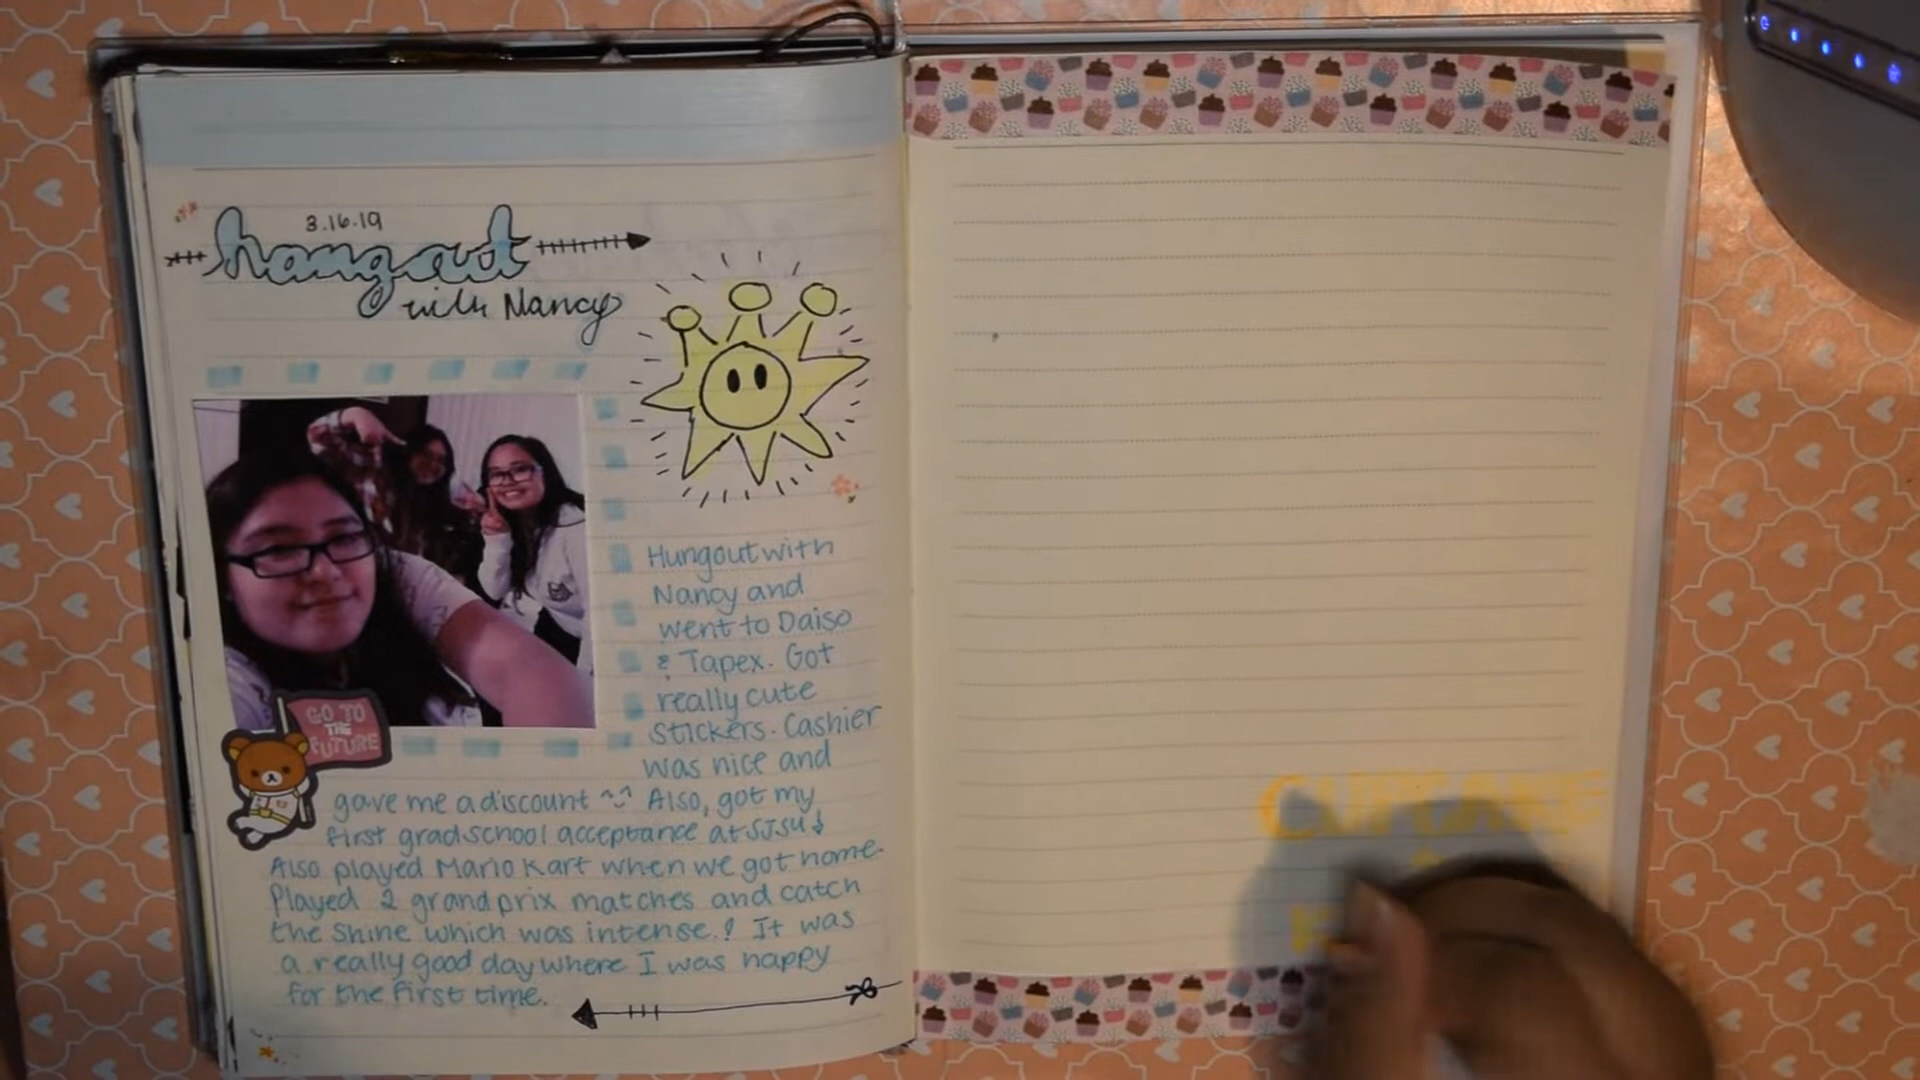 3.16.19
hangout
with Nancy
Hungout with
Nancy and
went to Daiso
& Tapex. Got
really cute
Stickers. Cashier
was nice and
gave me a discount ^‿^ Also, got my
first grad school acceptance at SJSU!
Also played Mario Kart when we got home.
Played 2 grand prix matches and catch
the shine which was intense! It was
a really good day where I was happy
for the first time.
GO TO
THE
FUTURE
CUPCAKE